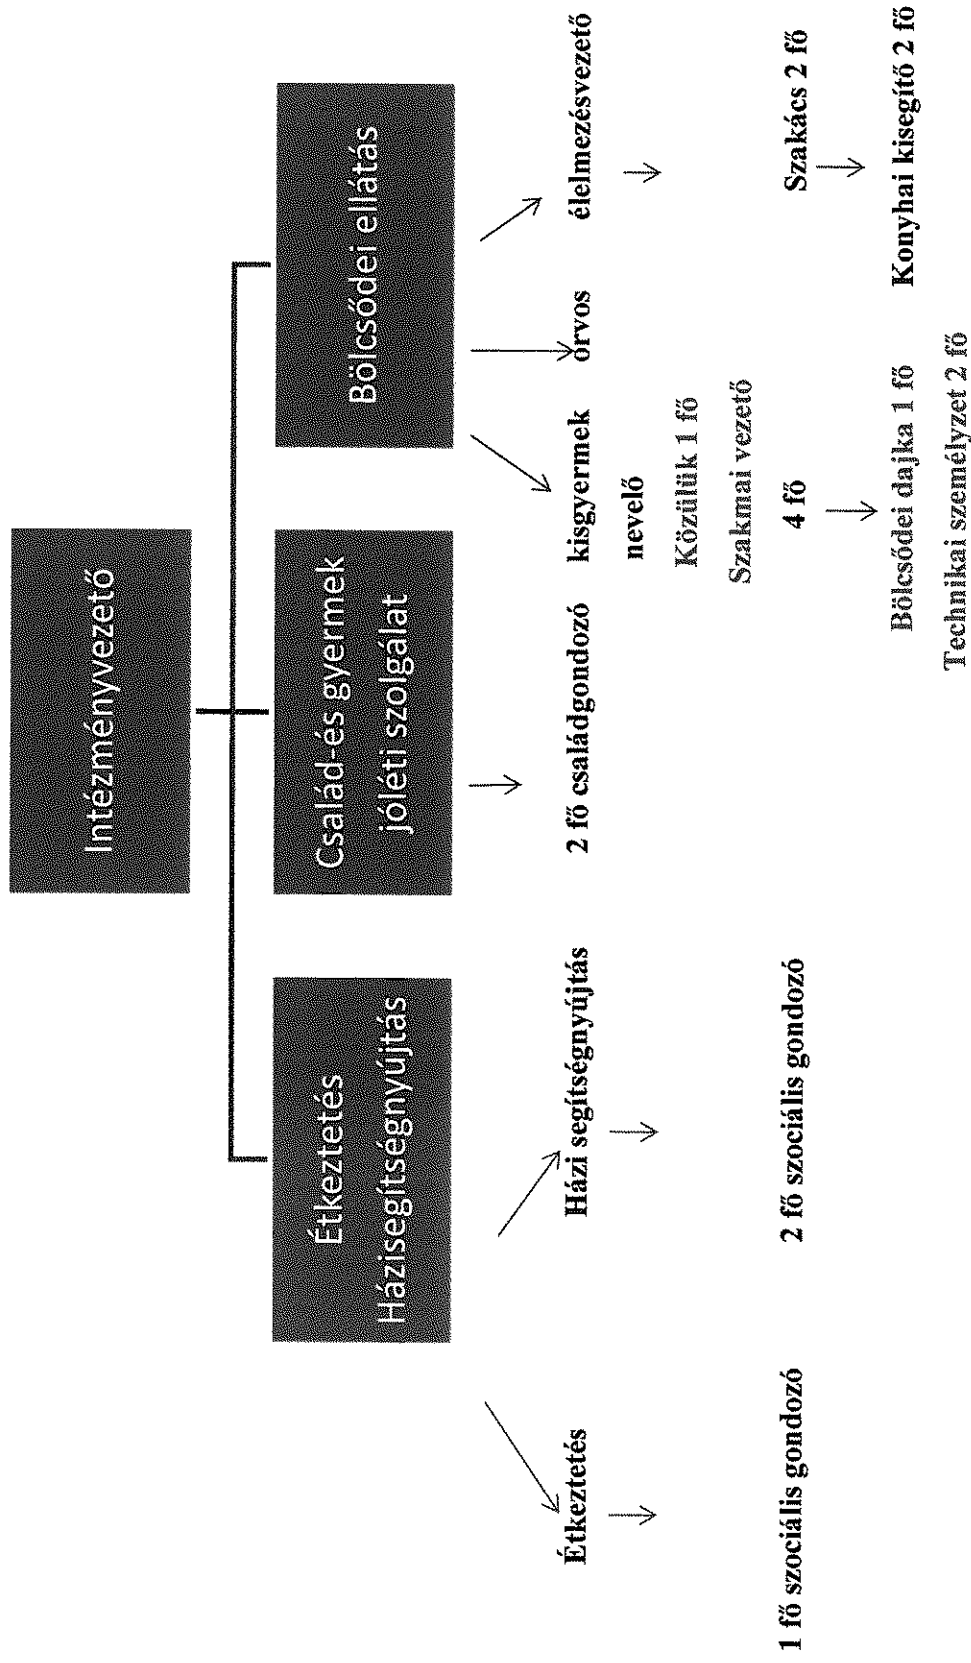 Intézményvezető
Étkeztetés
Házisegítségnyújtás
Család-és gyermek
jóléti szolgálat
Bölcsődei ellátás
Étkeztetés
1 fő szociális gondozó
Házi segítségnyújtás
2 fő szociális gondozó
2 fő családgondozó
kisgyermek
nevelő
Közülük 1 fő
Szakmai vezető
4 fő
Bölcsődei dajka 1 fő
Technikai személyzet 2 fő
orvos
élelmezésvezető
Szakács 2 fő
Konyhai kisegítő 2 fő